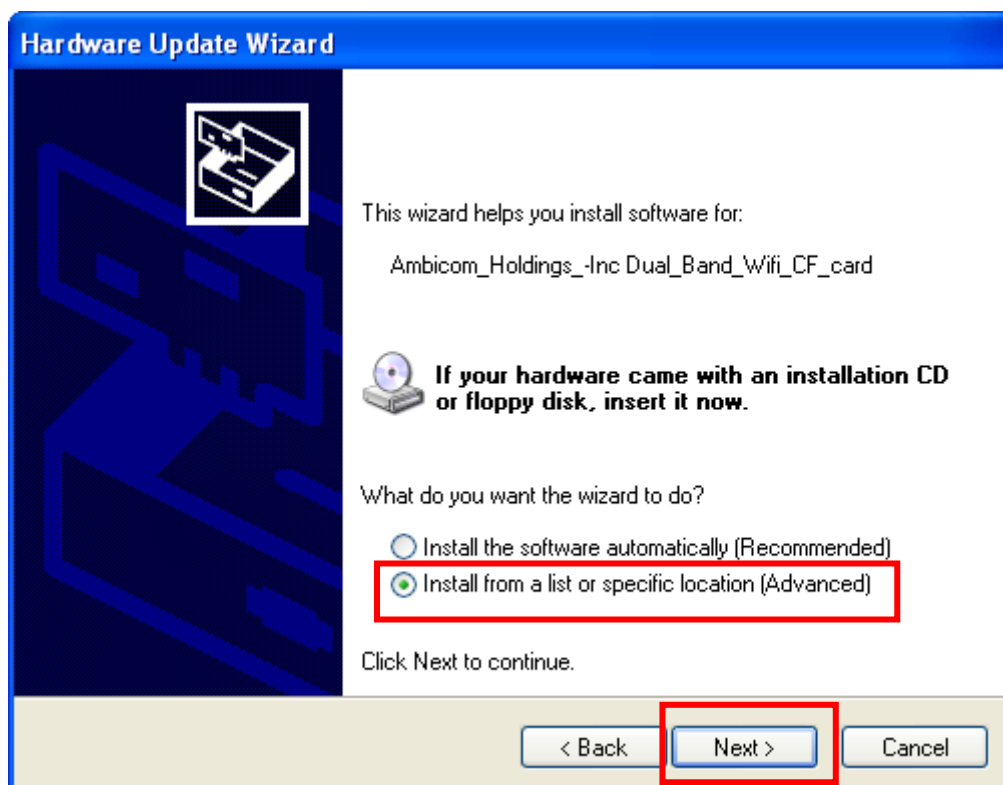 Hardware Update Wizard
This wizard helps you install software for:
Ambicom_Holdings_-Inc Dual_Band_Wifi_CF_card
If your hardware came with an installation CD
or floppy disk, insert it now.
What do you want the wizard to do?
Install the software automatically (Recommended)
Install from a list or specific location (Advanced)
Click Next to continue.
< Back
Next >
Cancel